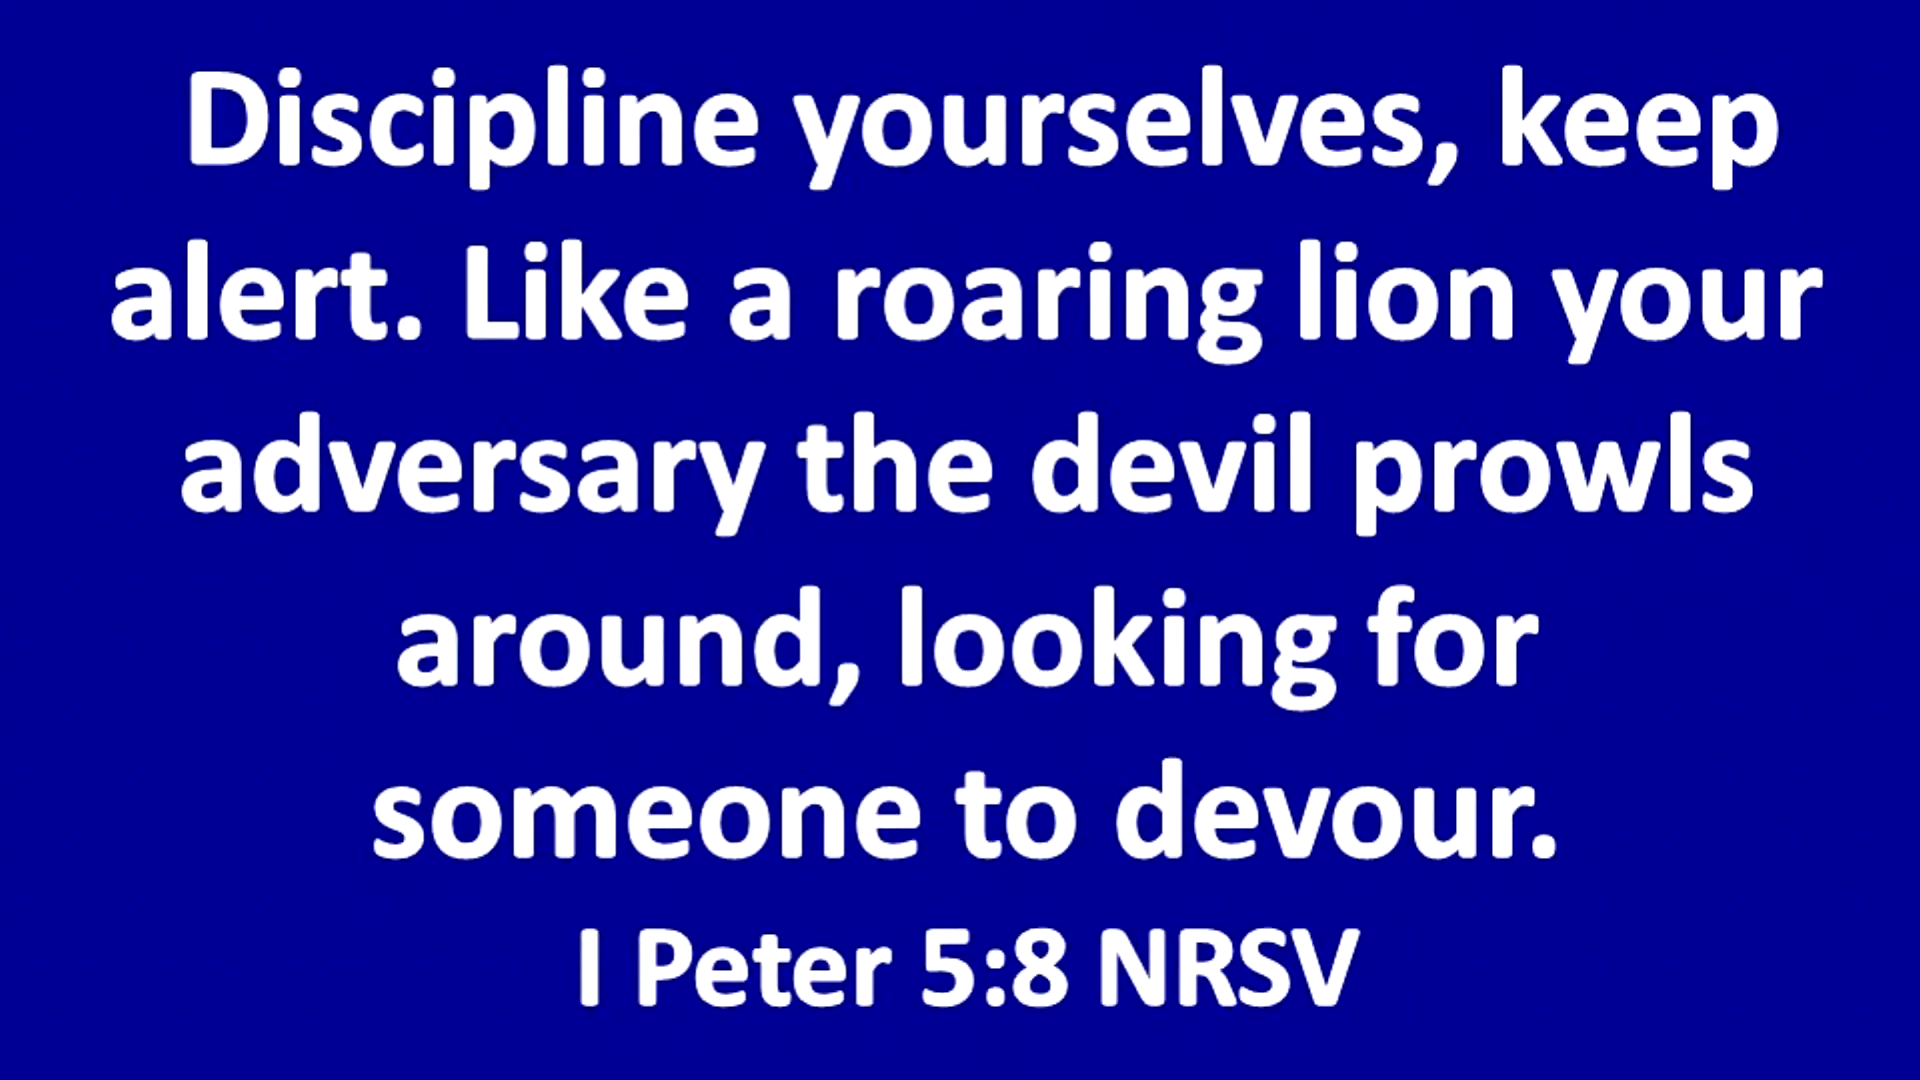 Discipline yourselves, keep
alert. Like a roaring lion your
adversary the devil prowls
around, looking for
someone to devour.
I Peter 5:8 NRSV